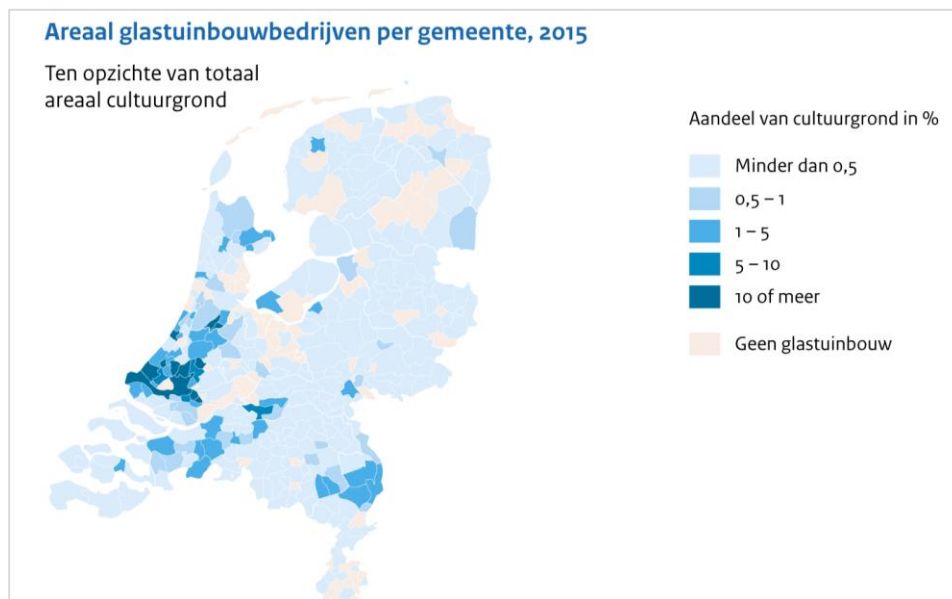 Areaal glastuinbouwbedrijven per gemeente, 2015
Ten opzichte van totaal
areaal cultuurgrond
Aandeel van cultuurgrond in %
Minder dan 0,5
0,5 – 1
1 – 5
5 – 10
10 of meer
Geen glastuinbouw